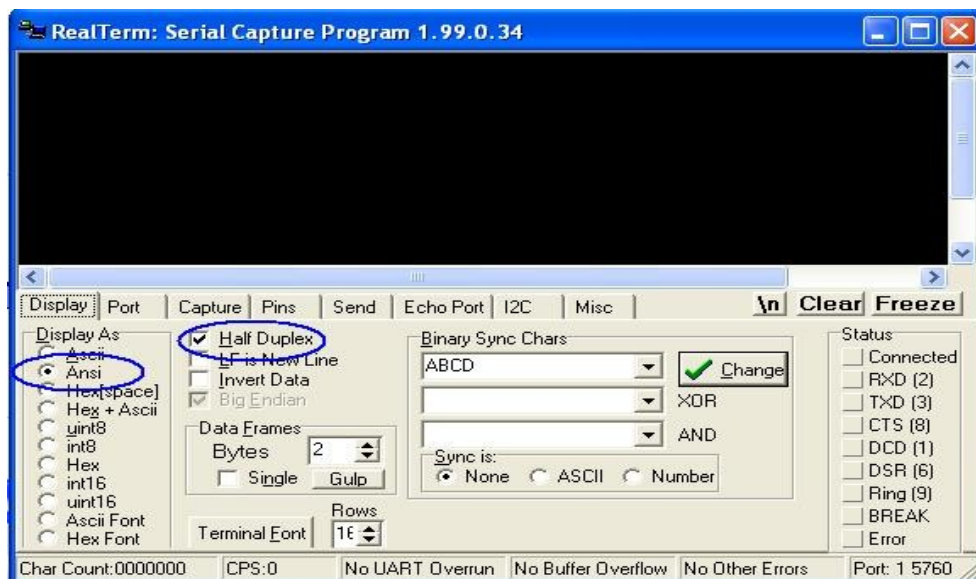 RealTerm: Serial Capture Program 1.99.0.34
Display Port Capture Pins Send Echo Port I2C Misc \n Clear Freeze
Display As
Ascii
Ansi
Hex[space]
Hex + Ascii
uint8
int8
Hex
int16
uint16
Ascii Font
Hex Font
Half Duplex
LF is New Line
Invert Data
Big Endian
Data Frames
Bytes 2
Single Gulp
Rows
Terminal Font 16
Binary Sync Chars
ABCD Change
XOR
AND
Sync is:
None ASCII Number
Status
Connected
RXD (2)
TXD (3)
CTS (8)
DCD (1)
DSR (6)
Ring (9)
BREAK
Error
Char Count:0000000 CPS:0 No UART Overrun No Buffer Overflow No Other Errors Port: 1 5760